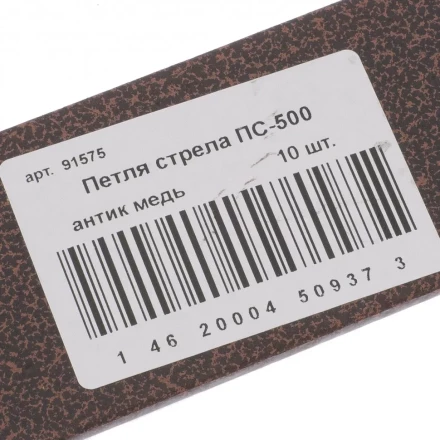 арт. 91575
Петля стрела ПС-500
антик медь 10 шт.
1 46 20004 50937 3